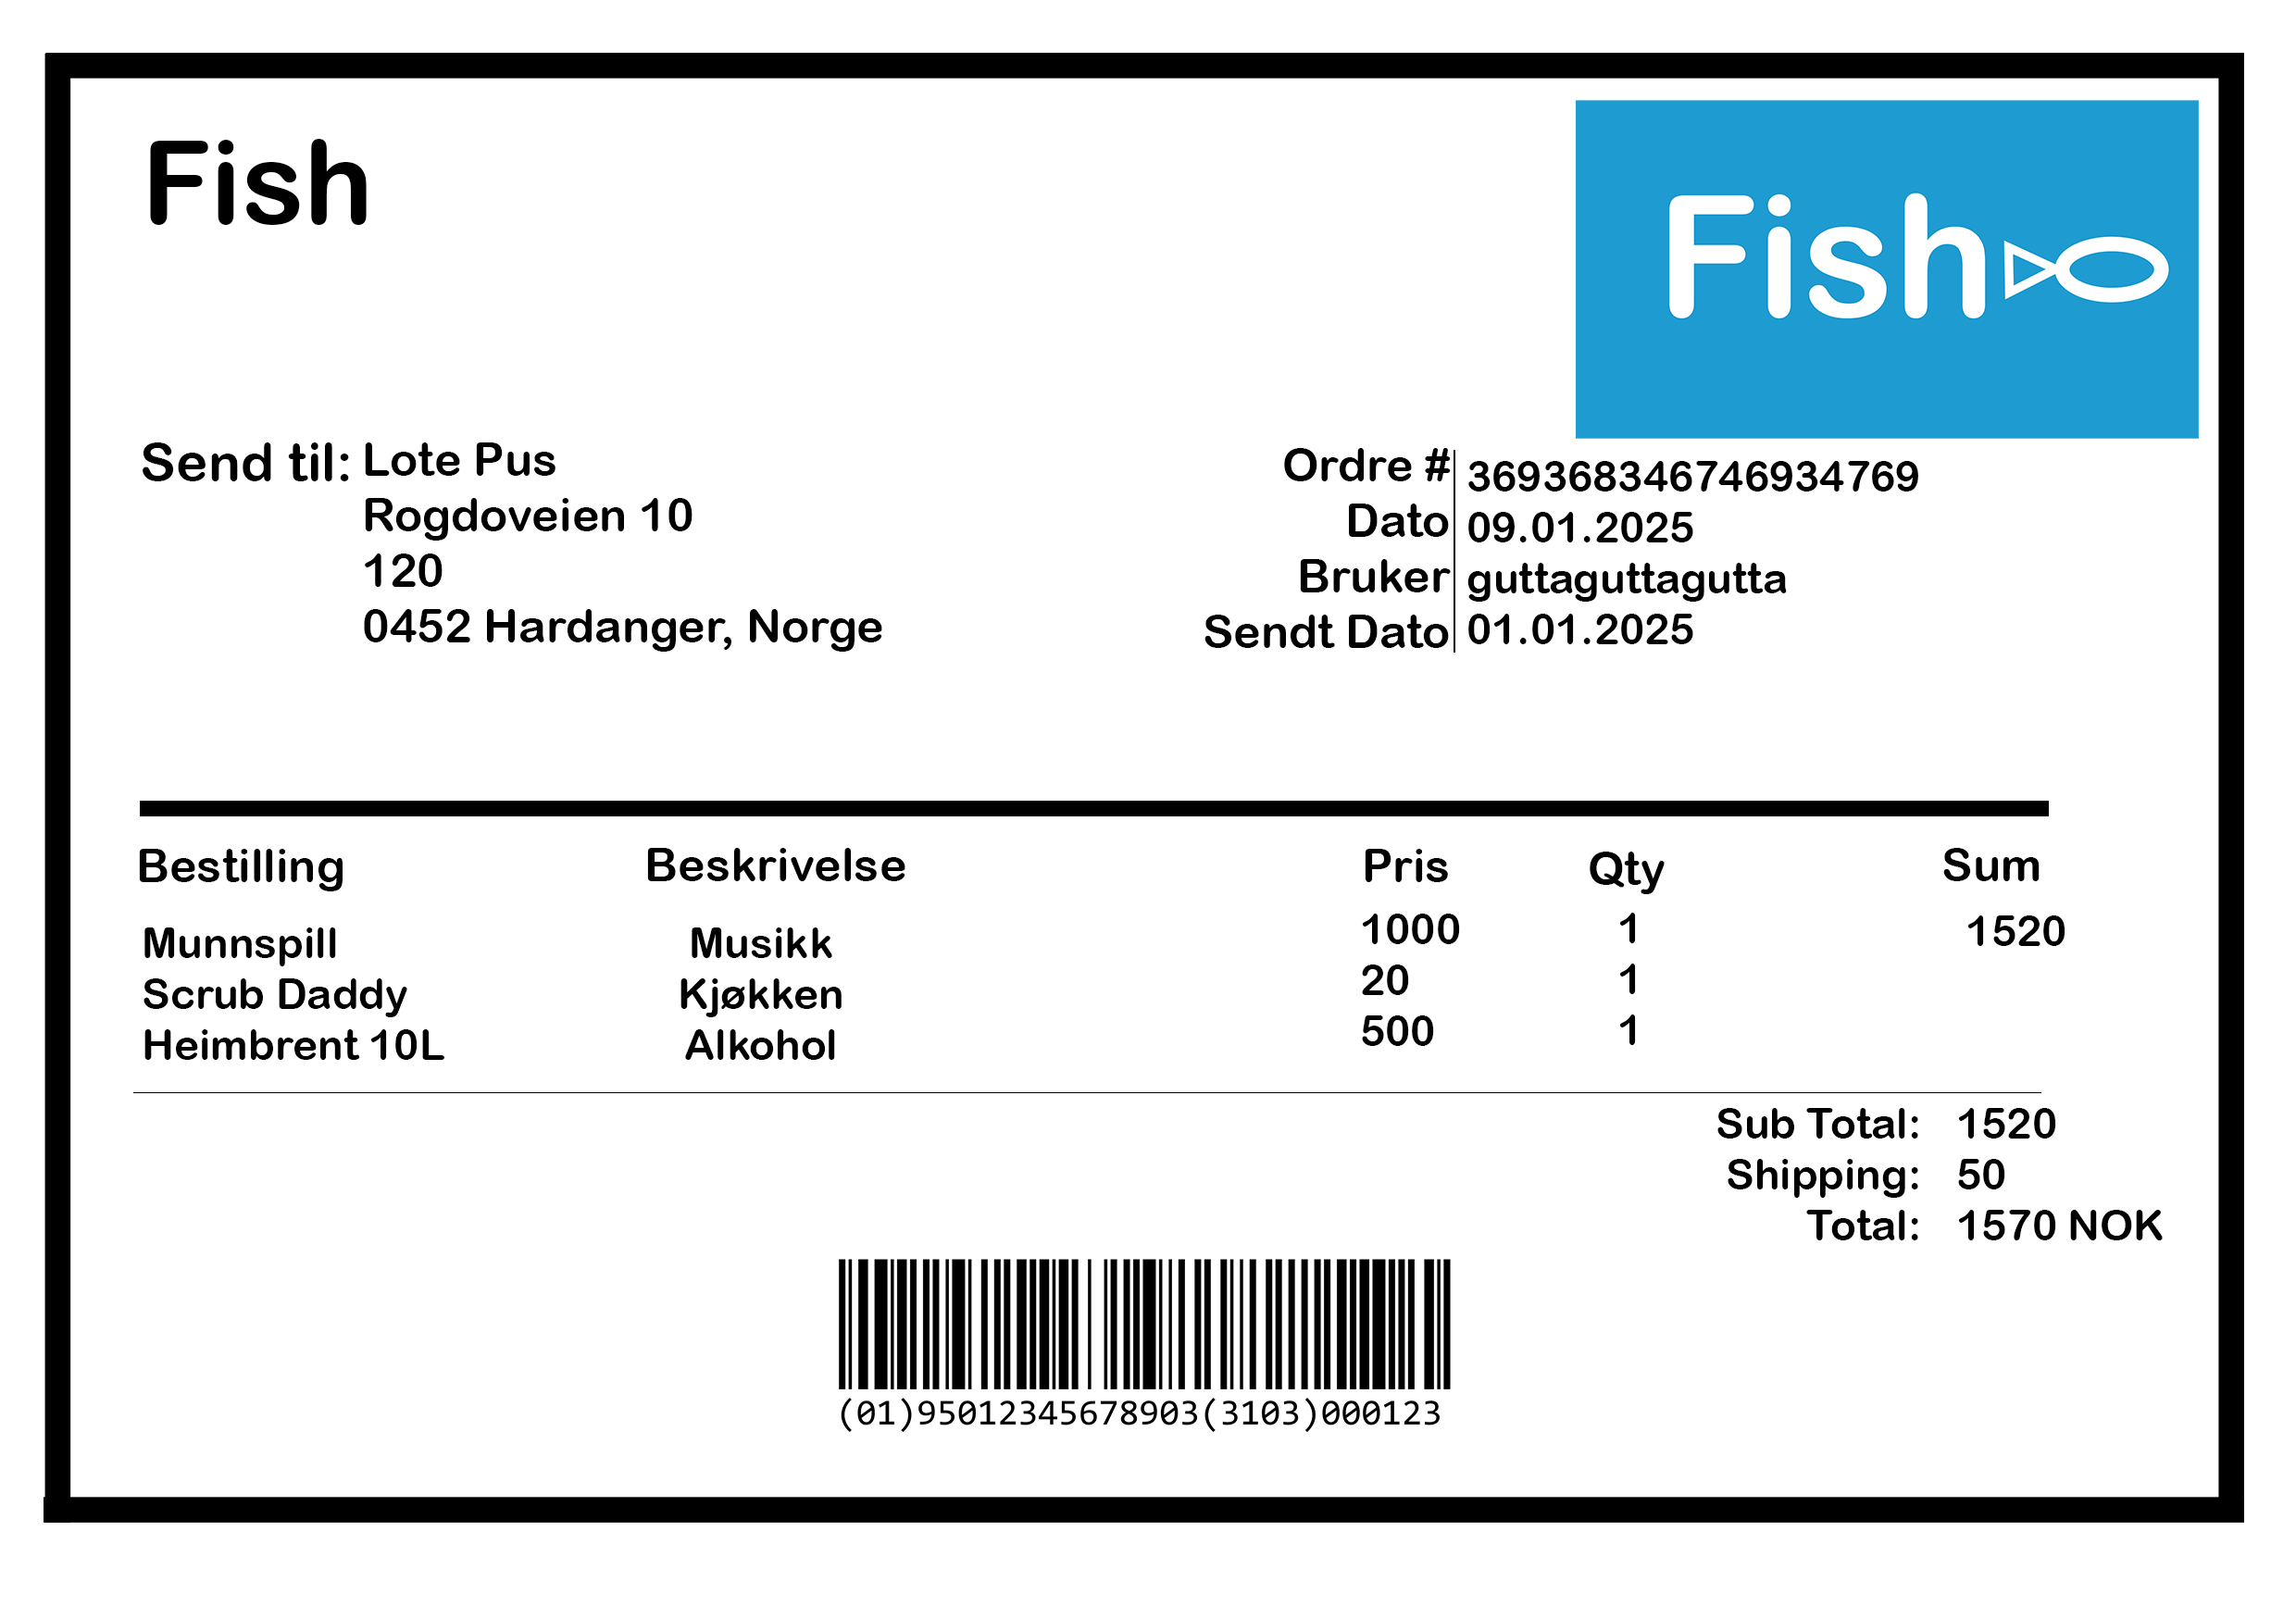 Fish
Fish
Send til: Lote Pus
Rogdoveien 10
120
0452 Hardanger, Norge
Ordre # 369368346746934769
Dato 09.01.2025
Bruker guttaguttagutta
Sendt Dato 01.01.2025
Bestilling Beskrivelse Pris Qty Sum
Munnspill Musikk 1000 1 1520
Scrub Daddy Kjøkken 20 1
Heimbrent 10L Alkohol 500 1
Sub Total: 1520
Shipping: 50
Total: 1570 NOK
(01)95012345678903(3103)000123